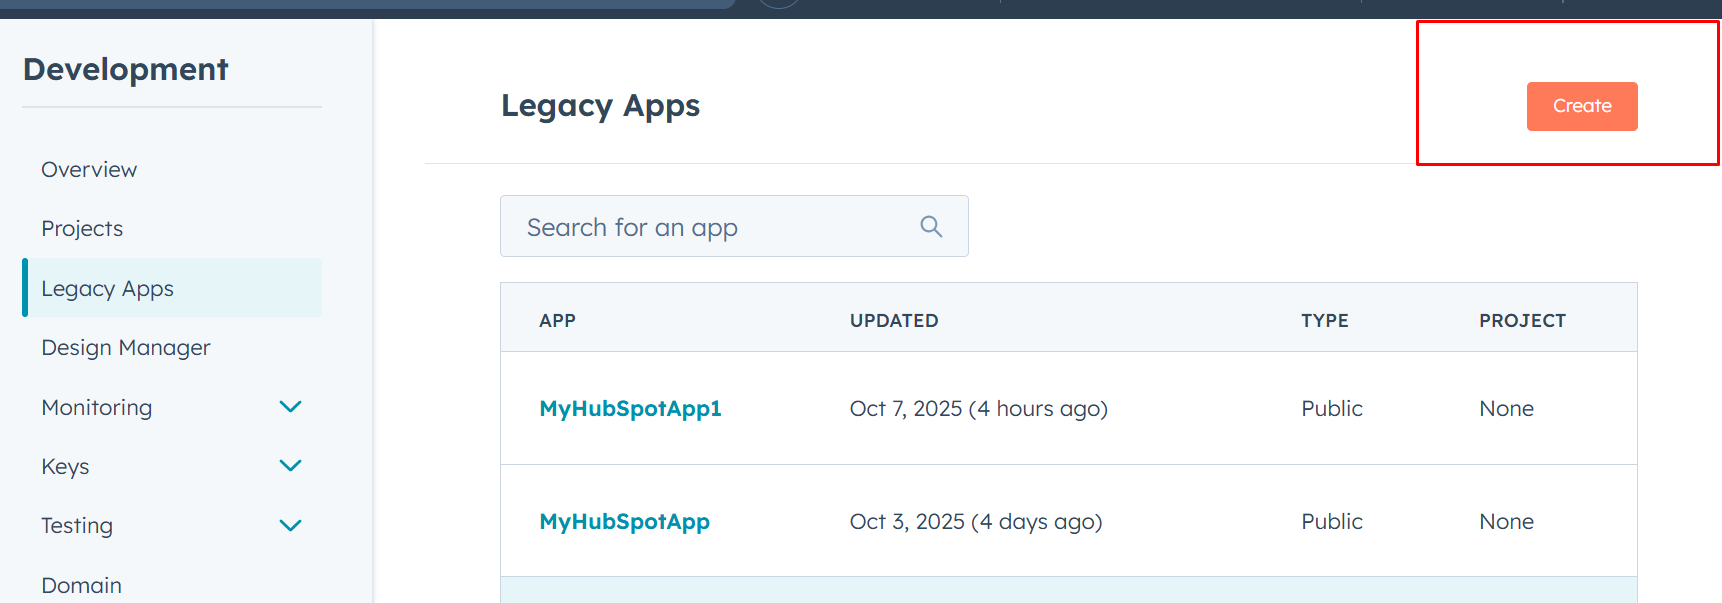 Development
Overview
Projects
Legacy Apps
Design Manager
Monitoring
Keys
Testing
Domain
Legacy Apps
Create
Search for an app
APP UPDATED TYPE PROJECT
MyHubSpotApp1 Oct 7, 2025 (4 hours ago) Public None
MyHubSpotApp Oct 3, 2025 (4 days ago) Public None